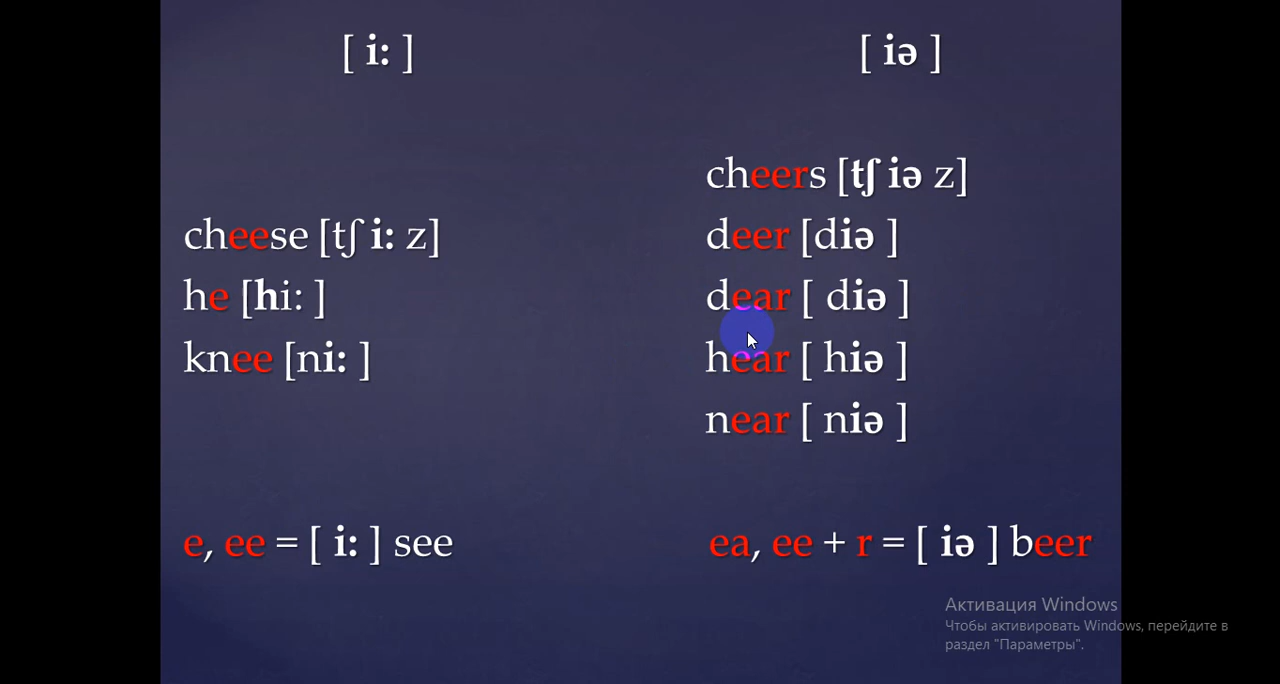 [ i: ]
[ iə ]
cheese [tʃ i: z]
he [hi: ]
knee [ni: ]
e, ee = [ i: ] see
cheers [tʃ iə z]
deer [diə ]
dear [ diə ]
hear [ hiə ]
near [ niə ]
ea, ee + r = [ iə ] beer
Активация Windows
Чтобы активировать Windows, перейдите в
раздел "Параметры".